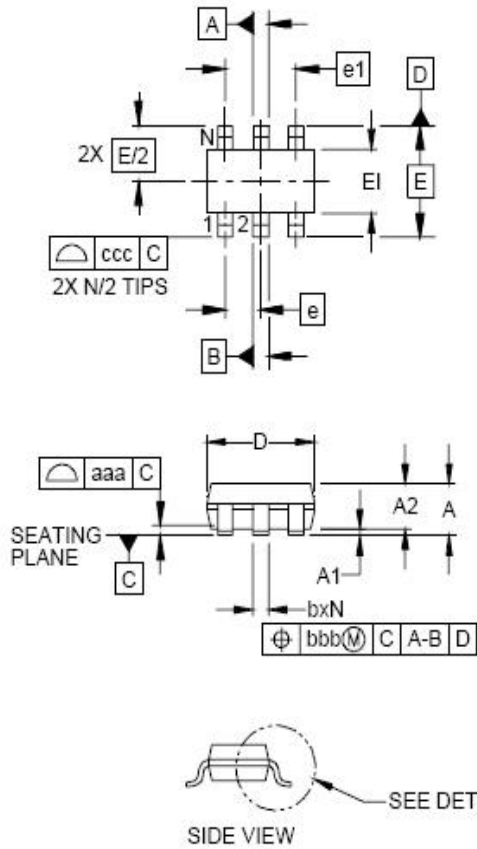 A
e1
D
N
2X E/2
EI
E
1 2
⌓ ccc C
2X N/2 TIPS
e
B
D
⌓ aaa C
A2
A
SEATING
PLANE
A1
C
bxN
⌖ bbbⓂ C A-B D
SEE DET
SIDE VIEW